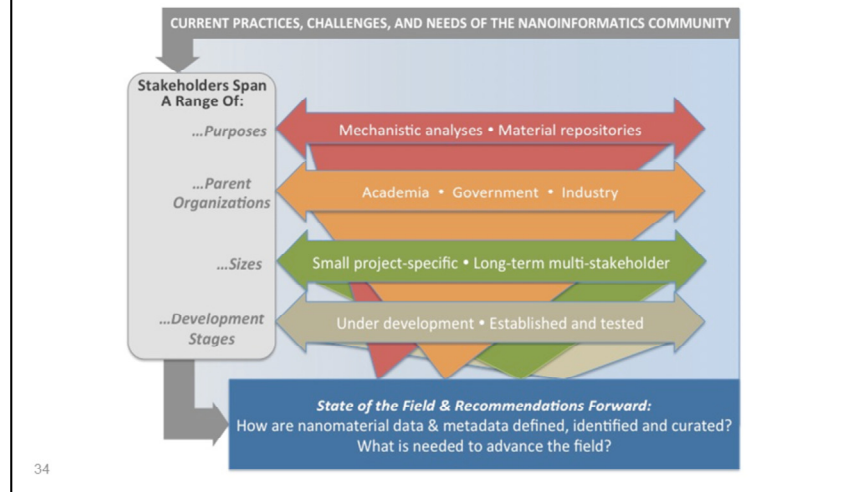 CURRENT PRACTICES, CHALLENGES, AND NEEDS OF THE NANOINFORMATICS COMMUNITY
Stakeholders Span
A Range Of:
...Purposes
Mechanistic analyses • Material repositories
...Parent
Organizations
Academia • Government • Industry
...Sizes
Small project-specific • Long-term multi-stakeholder
...Development
Stages
Under development • Established and tested
State of the Field & Recommendations Forward:
How are nanomaterial data & metadata defined, identified and curated?
What is needed to advance the field?
34